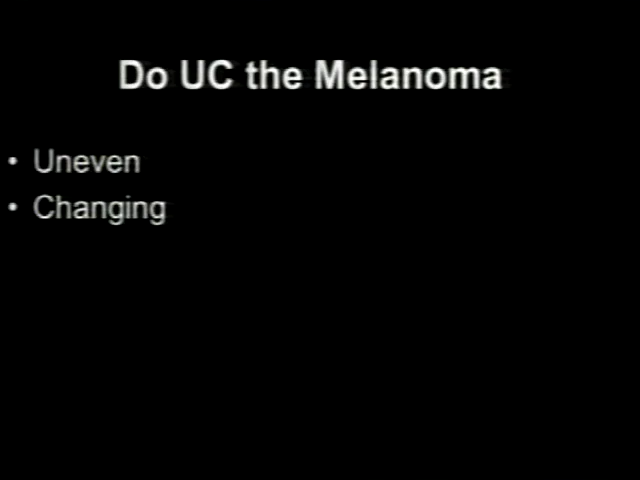 Do UC the Melanoma
• Uneven
• Changing